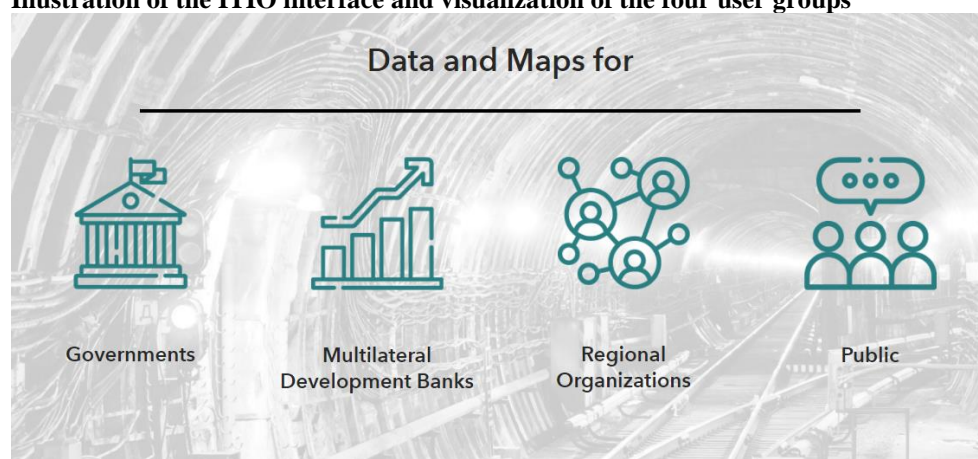 Illustration of the ITIO interface and visualization of the four user groups
Data and Maps for
Governments
Multilateral
Development Banks
Regional
Organizations
Public